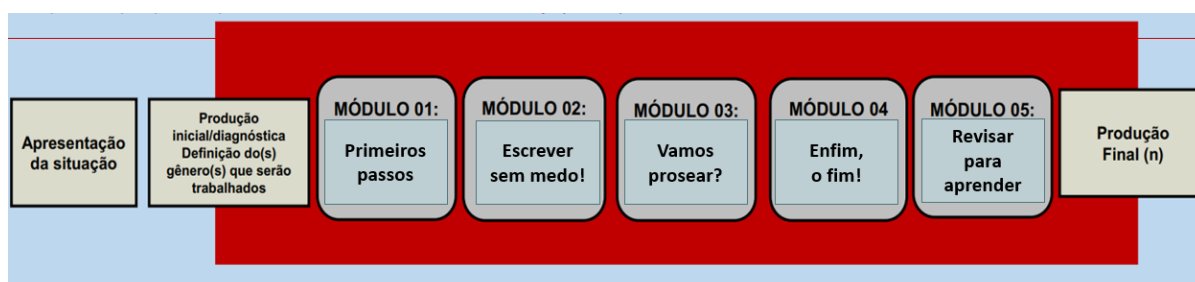 Apresentação
da situação
Produção
inicial/diagnóstica
Definição do(s)
gênero(s) que serão
trabalhados
MÓDULO 01:
Primeiros
passos
MÓDULO 02:
Escrever
sem medo!
MÓDULO 03:
Vamos
prosear?
MÓDULO 04
Enfim,
o fim!
MÓDULO 05:
Revisar
para
aprender
Produção
Final (n)